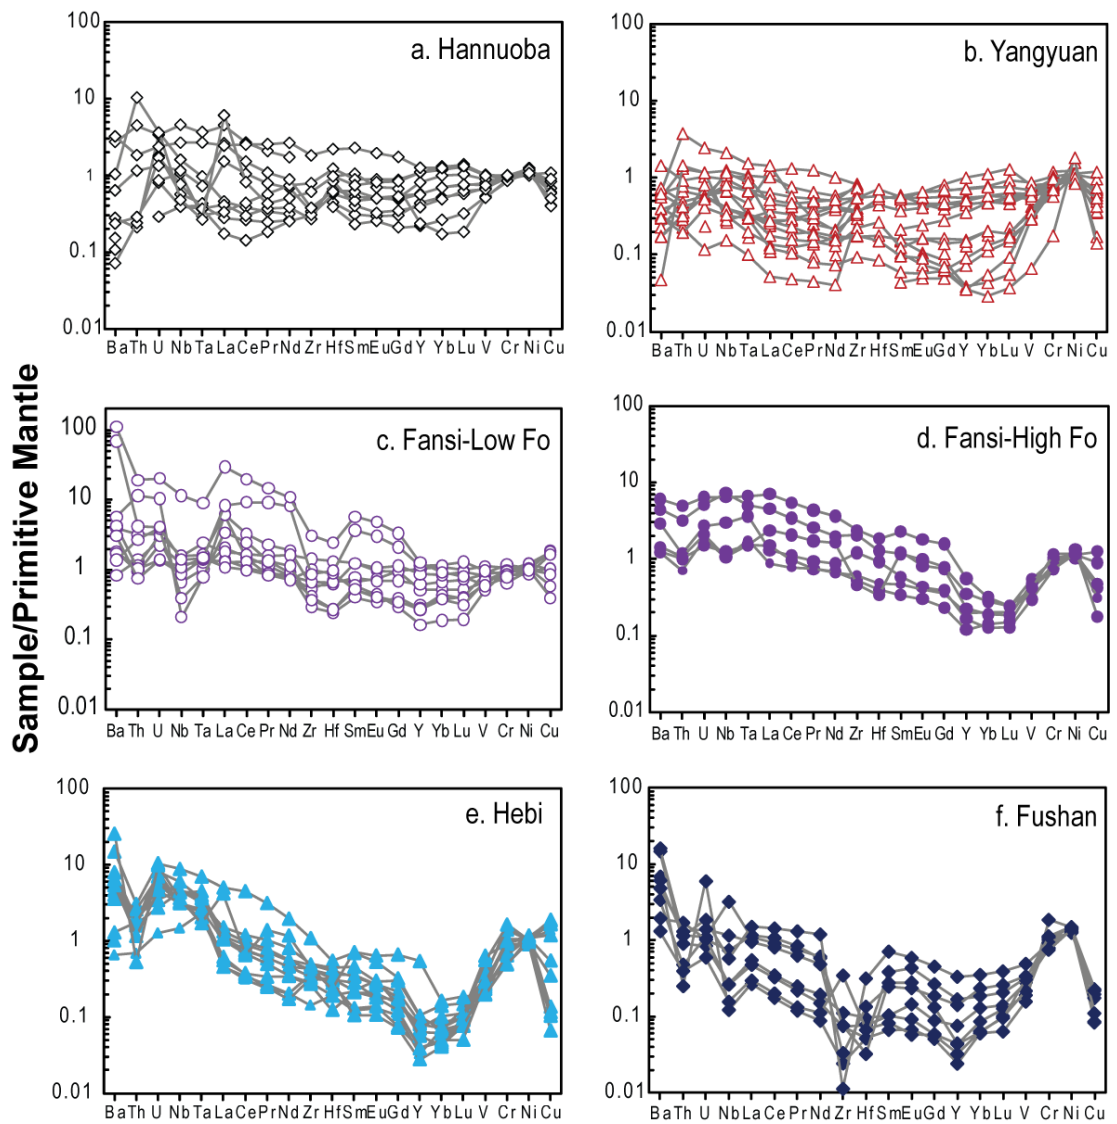 Sample/Primitive Mantle
a. Hannuoba
100
10
1
0.1
0.01
Ba Th U Nb Ta La Ce Pr Nd Zr Hf Sm Eu Gd Y Yb Lu V Cr Ni Cu
b. Yangyuan
100
10
1
0.1
0.01
Ba Th U Nb Ta La Ce Pr Nd Zr Hf Sm Eu Gd Y Yb Lu V Cr Ni Cu
c. Fansi-Low Fo
100
10
1
0.1
0.01
Ba Th U Nb Ta La Ce Pr Nd Zr Hf Sm Eu Gd Y Yb Lu V Cr Ni Cu
d. Fansi-High Fo
100
10
1
0.1
0.01
Ba Th U Nb Ta La Ce Pr Nd Zr Hf Sm Eu Gd Y Yb Lu V Cr Ni Cu
e. Hebi
100
10
1
0.1
0.01
Ba Th U Nb Ta La Ce Pr Nd Zr Hf Sm Eu Gd Y Yb Lu V Cr Ni Cu
f. Fushan
100
10
1
0.1
0.01
Ba Th U Nb La Ce Pr Nd Zr Hf Sm Eu Gd Y Yb Lu V Cr Ni Cu